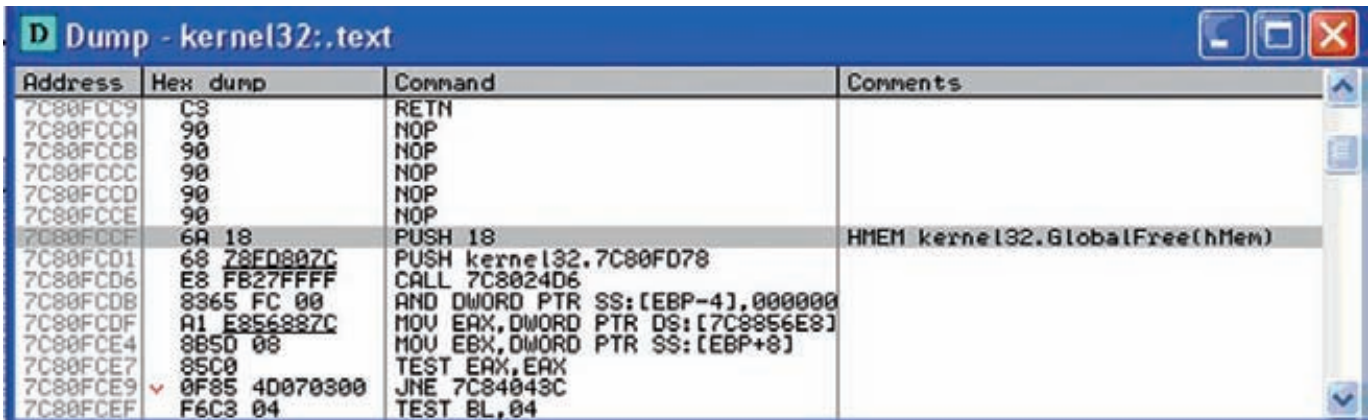 D Dump - kernel32:.text
Address Hex dump Command Comments
7C80FCC9 C3 RETN
7C80FCCA 90 NOP
7C80FCCB 90 NOP
7C80FCCC 90 NOP
7C80FCCD 90 NOP
7C80FCCE 90 NOP
7C80FCCF 6A 18 PUSH 18 HMEM kernel32.GlobalFree(hMem)
7C80FCD1 68 78FD807C PUSH kernel32.7C80FD78
7C80FCD6 E8 FB27FFFF CALL 7C8024D6
7C80FCDB 8365 FC 00 AND DWORD PTR SS:[EBP-4],000000
7C80FCDF A1 E856887C MOV EAX,DWORD PTR DS:[7C8856E8]
7C80FCE4 8B5D 08 MOV EBX,DWORD PTR SS:[EBP+8]
7C80FCE7 85C0 TEST EAX,EAX
7C80FCE9 0F85 4D070300 JNE 7C84043C
7C80FCEF F6C3 04 TEST BL,04